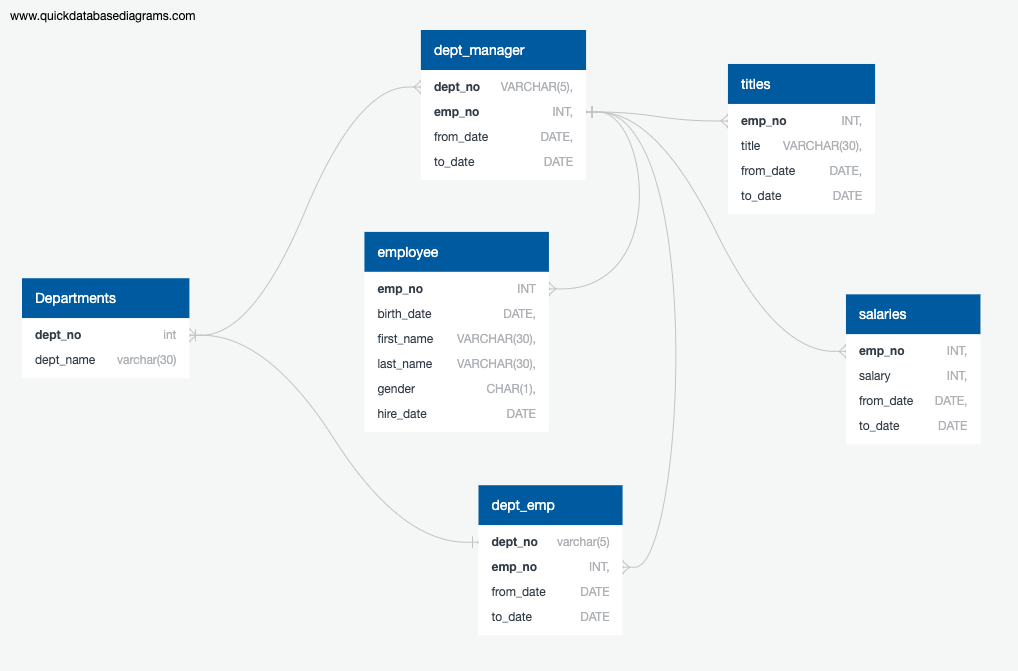 www.quickdatabasediagrams.com
dept_manager
dept_no VARCHAR(5),
emp_no INT,
from_date DATE,
to_date DATE
titles
emp_no INT,
title VARCHAR(30),
from_date DATE,
to_date DATE
employee
emp_no INT
birth_date DATE,
first_name VARCHAR(30),
last_name VARCHAR(30),
gender CHAR(1),
hire_date DATE
Departments
dept_no int
dept_name varchar(30)
salaries
emp_no INT,
salary INT,
from_date DATE,
to_date DATE
dept_emp
dept_no varchar(5)
emp_no INT,
from_date DATE
to_date DATE